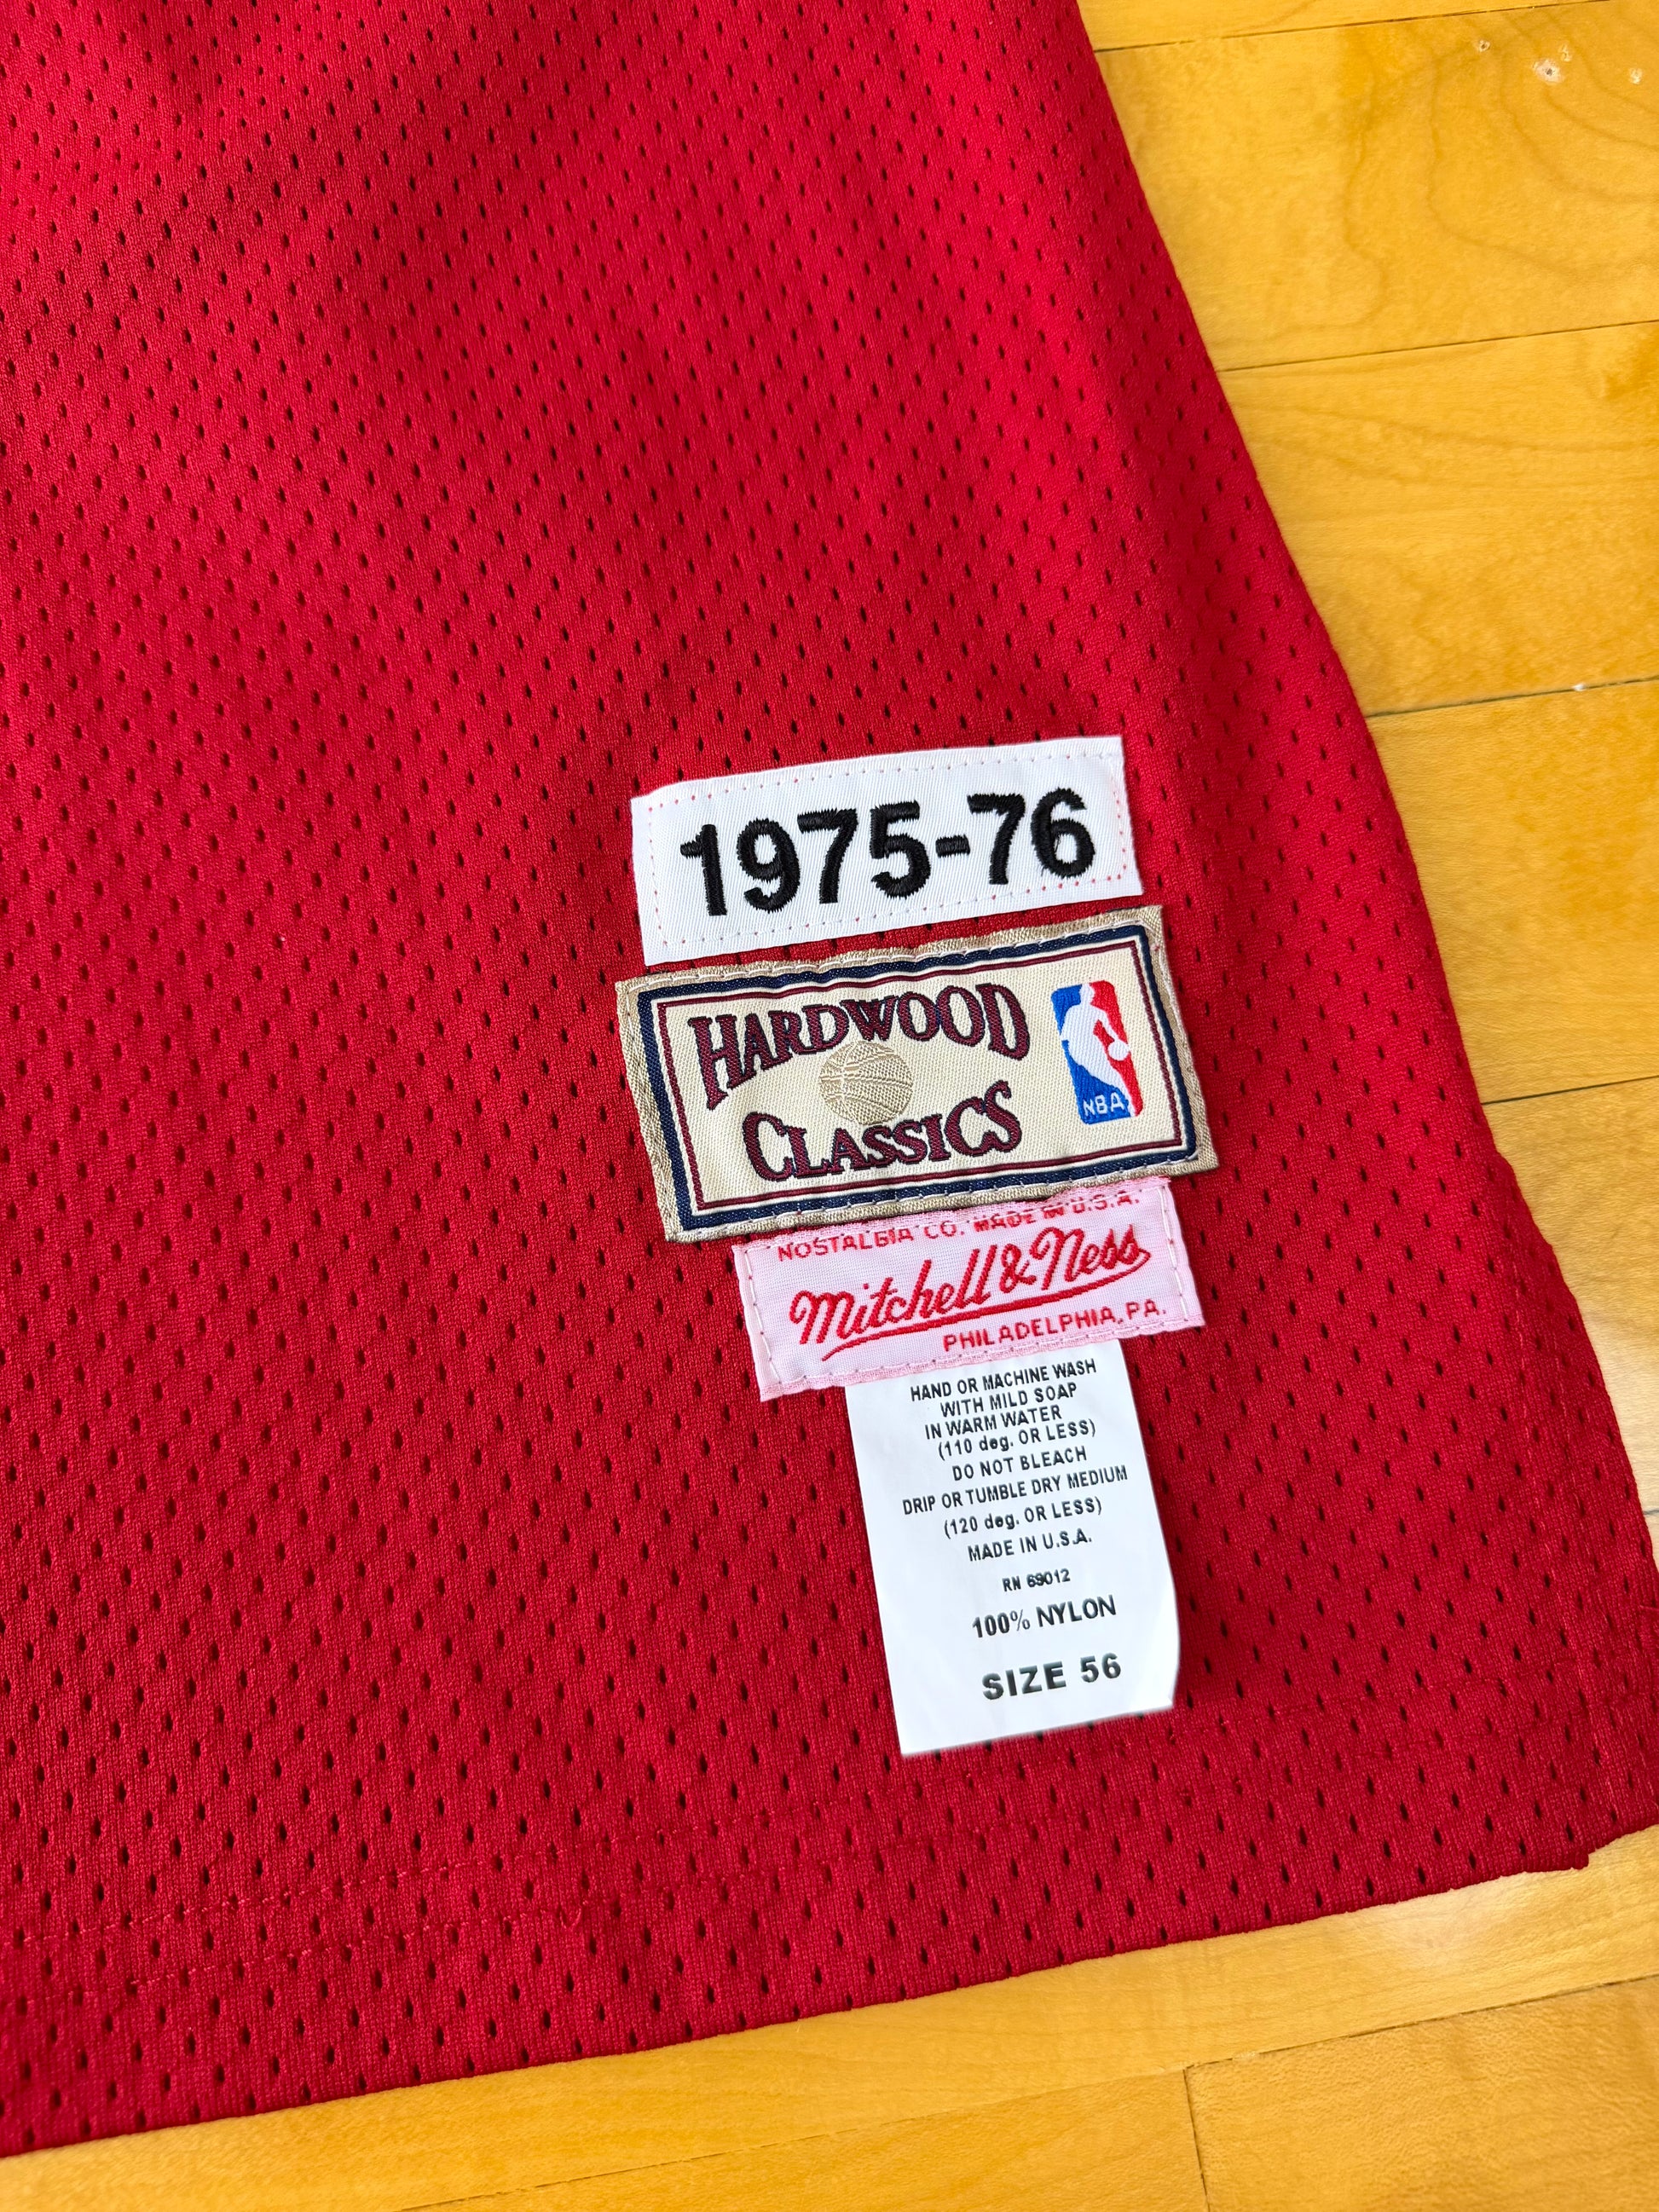 1975-76
HARDWOOD
CLASSICS
NBA
NOSTALGIA CO. MADE IN U.S.A.
Mitchell & Ness
PHILADELPHIA, PA.
HAND OR MACHINE WASH
WITH MILD SOAP
IN WARM WATER
(110 deg. OR LESS)
DO NOT BLEACH
DRIP OR TUMBLE DRY MEDIUM
(120 deg. OR LESS)
MADE IN U.S.A.
RN 69012
100% NYLON
SIZE 56